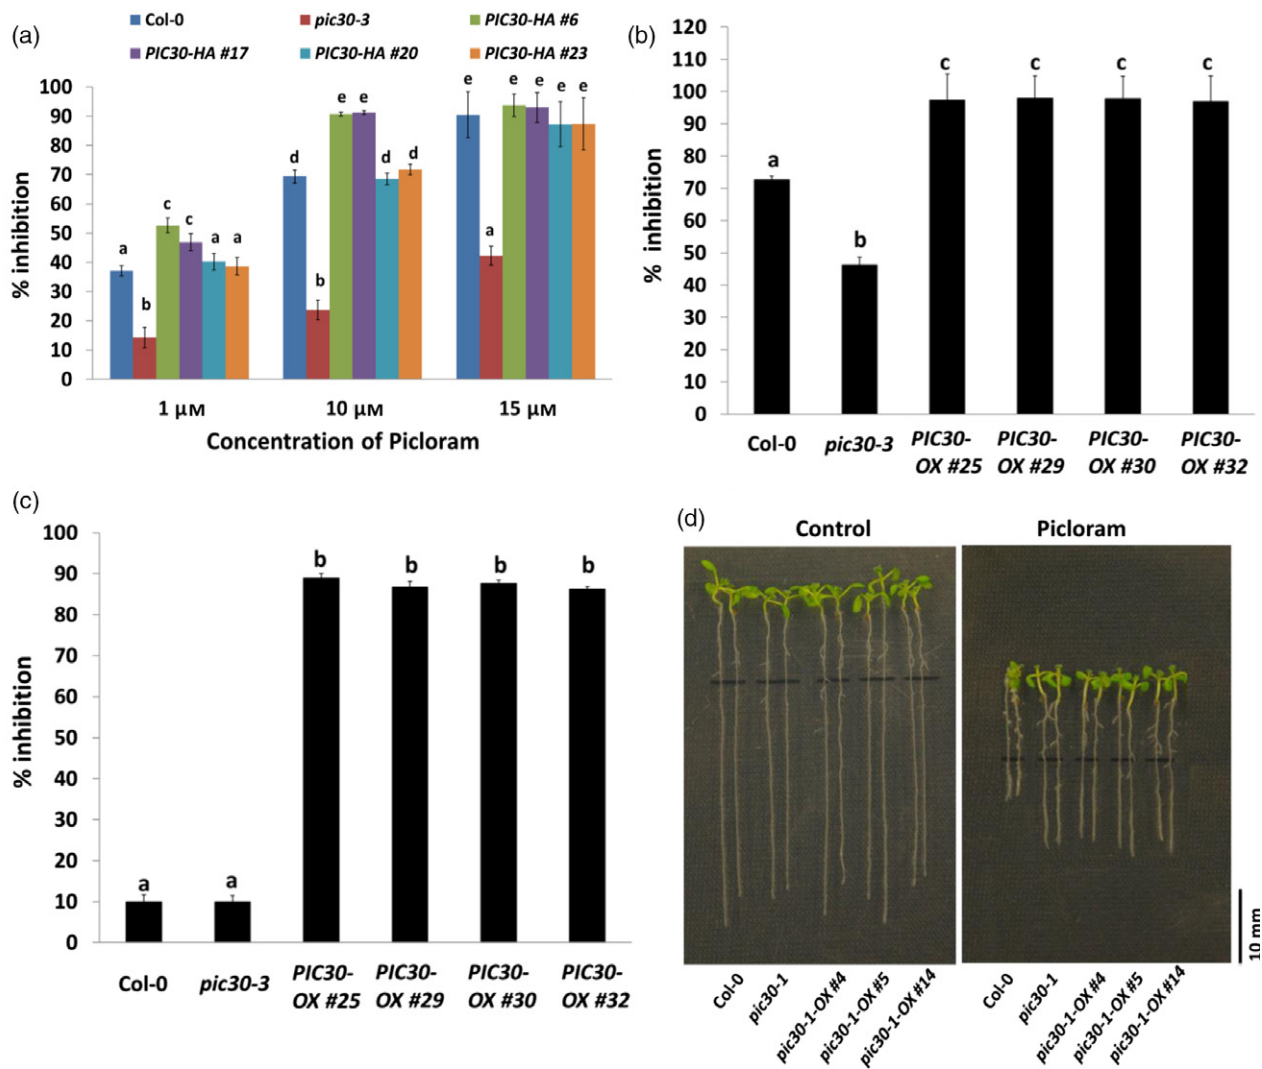 (a)
Col-0 pic30-3 PIC30-HA #6
PIC30-HA #17 PIC30-HA #20 PIC30-HA #23
% inhibition
100
90
80
70
60
50
40
30
20
10
0
a b c c a a
d b e e d d
e a e e e e
1 μM 10 μM 15 μM
Concentration of Picloram
(b)
% inhibition
120
110
100
90
80
70
60
50
40
30
20
10
0
a b c c c c
Col-0 pic30-3 PIC30- PIC30- PIC30- PIC30-
OX #25 OX #29 OX #30 OX #32
(c)
% inhibition
100
90
80
70
60
50
40
30
20
10
0
a a b b b b
Col-0 pic30-3 PIC30- PIC30- PIC30- PIC30-
OX #25 OX #29 OX #30 OX #32
(d)
Control Picloram
10 mm
Col-0
pic30-1
pic30-1-OX #4
pic30-1-OX #5
pic30-1-OX #14
Col-0
pic30-1
pic30-1-OX #4
pic30-1-OX #5
pic30-1-OX #14